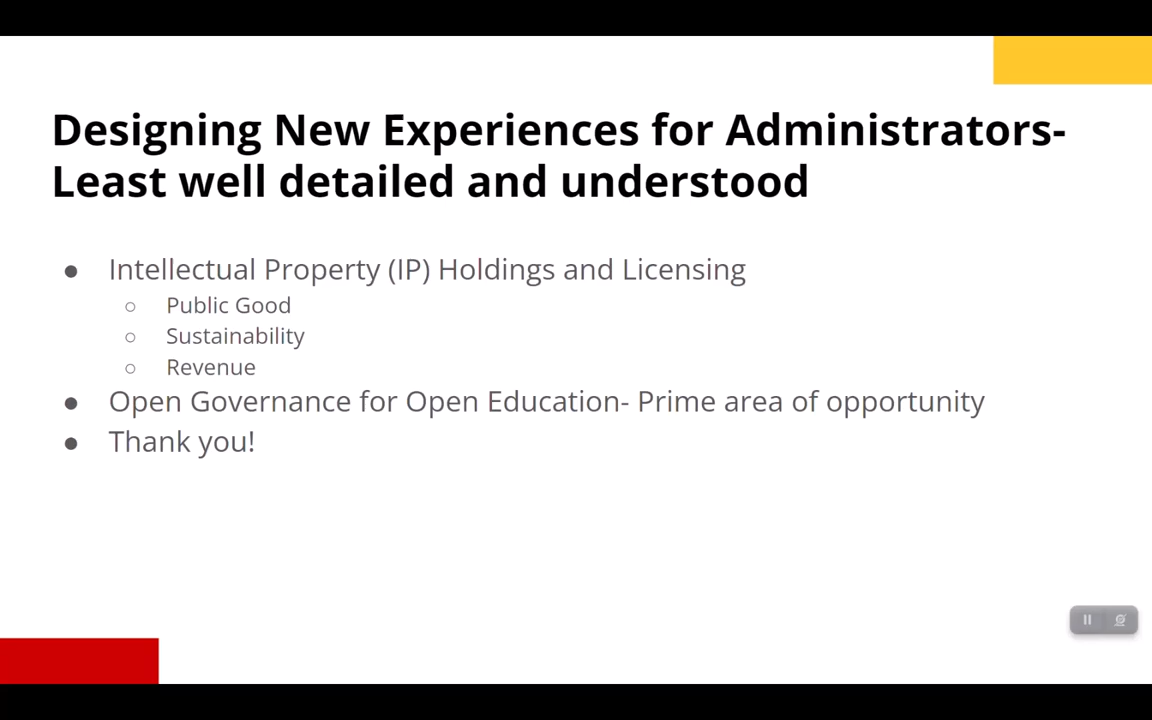 Designing New Experiences for Administrators-
Least well detailed and understood
● Intellectual Property (IP) Holdings and Licensing
○ Public Good
○ Sustainability
○ Revenue
● Open Governance for Open Education- Prime area of opportunity
● Thank you!